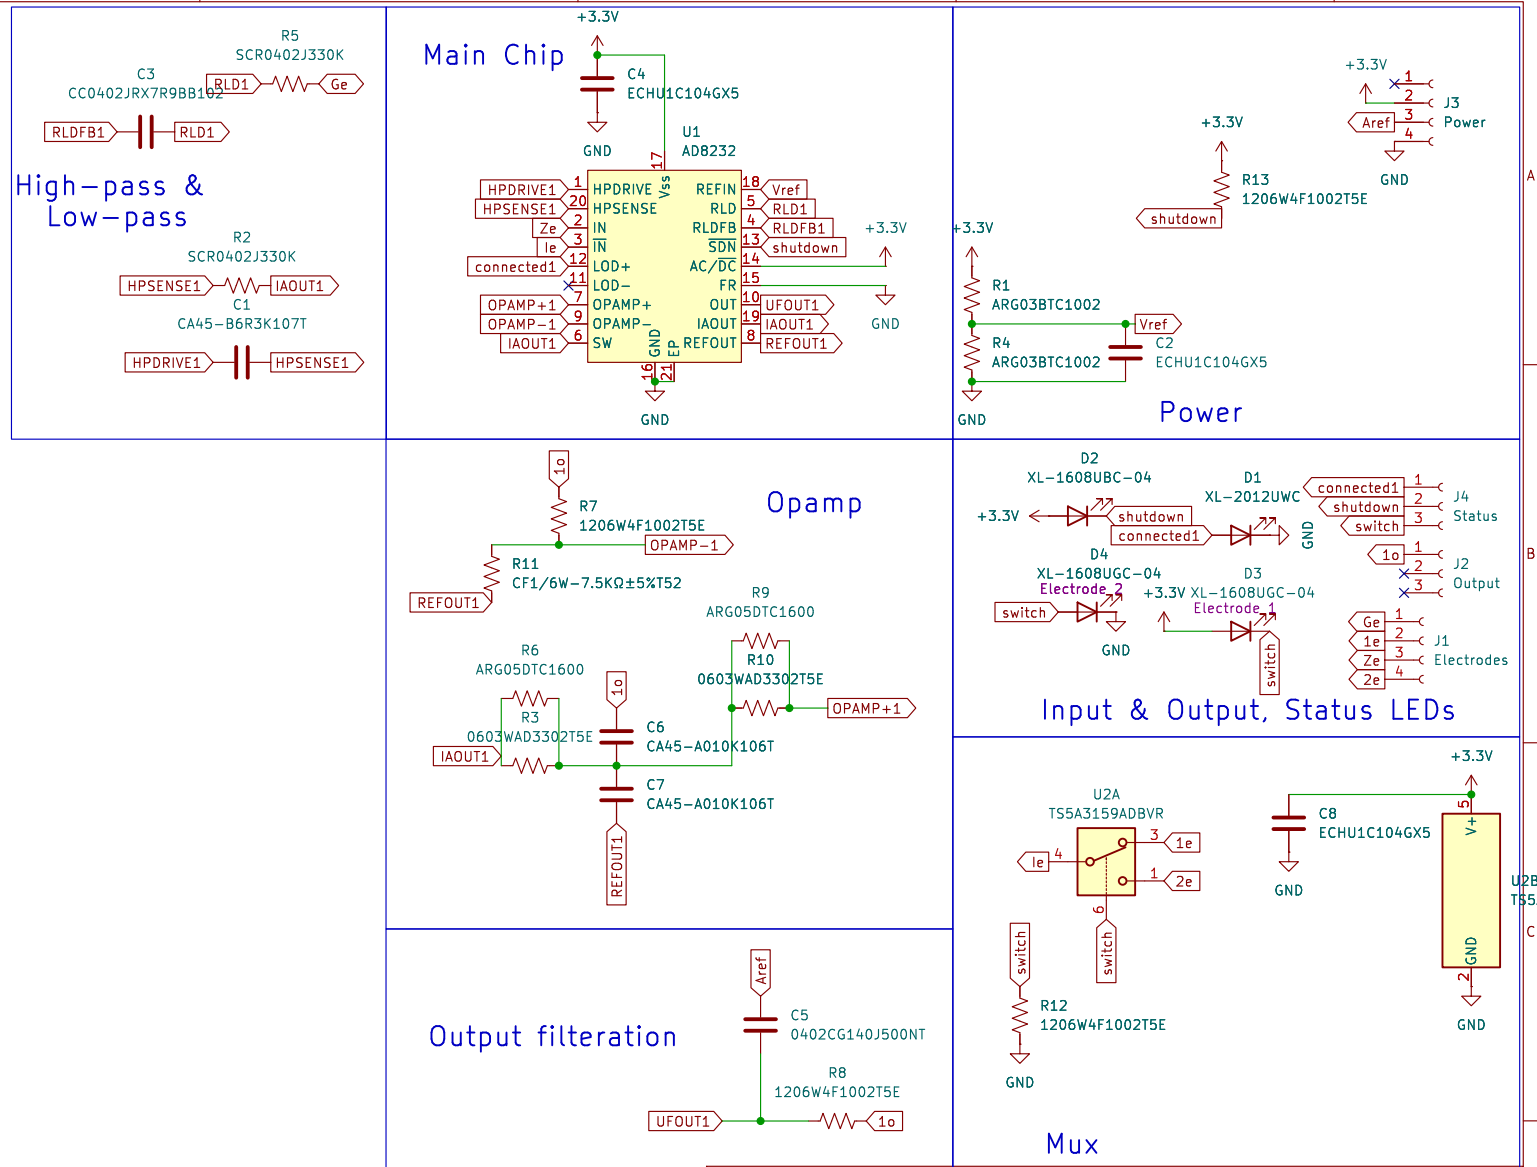 R5
SCR0402J330K
RLD1
Ge
C3
CC0402JRX7R9BB102
RLDFB1
RLD1
High-pass &
Low-pass
R2
SCR0402J330K
HPSENSE1
IAOUT1
C1
CA45-B6R3K107T
HPDRIVE1
HPSENSE1
+3.3V
Main Chip
C4
ECHU1C104GX5
GND
U1
AD8232
17
Vss
HPDRIVE1 1 HPDRIVE
HPSENSE1 20 HPSENSE
Ze 2 IN
Ie 3 IN
connected1 12 LOD+
11 LOD-
OPAMP+1 7 OPAMP+
OPAMP-1 9 OPAMP-
IAOUT1 6 SW
REFIN 18 Vref
RLD 5 RLD1
RLDFB 4 RLDFB1
SDN 13 shutdown
AC/DC 14
FR 15
OUT 10 UFOUT1
IAOUT 19 IAOUT1
REFOUT 8 REFOUT1
+3.3V
GND
GND
EP
16
21
GND
+3.3V
1
2
Aref 3
4
J3
Power
GND
+3.3V
R13
1206W4F1002T5E
shutdown
+3.3V
R1
ARG03BTC1002
Vref
R4
ARG03BTC1002
C2
ECHU1C104GX5
GND
Power
1o
R7
1206W4F1002T5E
OPAMP-1
R11
CF1/6W-7.5KΩ±5%T52
REFOUT1
Opamp
R9
ARG05DTC1600
R10
0603WAD3302T5E
OPAMP+1
R6
ARG05DTC1600
R3
0603WAD3302T5E
IAOUT1
1o
C6
CA45-A010K106T
C7
CA45-A010K106T
REFOUT1
D2
XL-1608UBC-04
+3.3V
shutdown
D1
XL-2012UWC
connected1
GND
D4
XL-1608UGC-04
Electrode 2
switch
GND
D3
+3.3V XL-1608UGC-04
Electrode 1
switch
connected1 1
shutdown 2
switch 3
J4
Status
1o 1
2
3
J2
Output
Ge 1
1e 2
Ze 3
2e 4
J1
Electrodes
Input & Output, Status LEDs
Output filteration
Aref
C5
0402CG140J500NT
R8
1206W4F1002T5E
UFOUT1
1o
U2A
TS5A3159ADBVR
Ie 4
3 1e
1 2e
6
switch
switch
R12
1206W4F1002T5E
GND
+3.3V
C8
ECHU1C104GX5
GND
5
V+
U2B
GND
2
GND
Mux
A
B
C